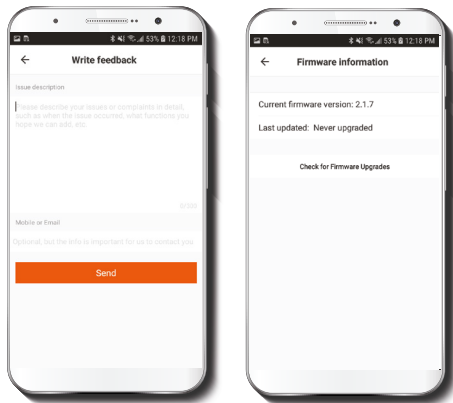 53% 12:18 PM
Write feedback
Issue description
Please describe your issues or complaints in detail,
such as when the issue occurred, what functions you
hope we can add, etc.
Mobile or Email
Optional, but the info is important for us to contact you
Send
53% 12:18 PM
Firmware information
Current firmware version: 2.1.7
Last updated: Never upgraded
Check for Firmware Upgrades